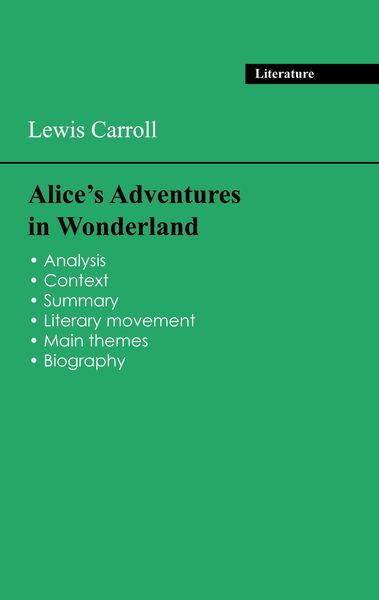 Literature
Lewis Carroll
Alice's Adventures
in Wonderland
• Analysis
• Context
• Summary
• Literary movement
• Main themes
• Biography